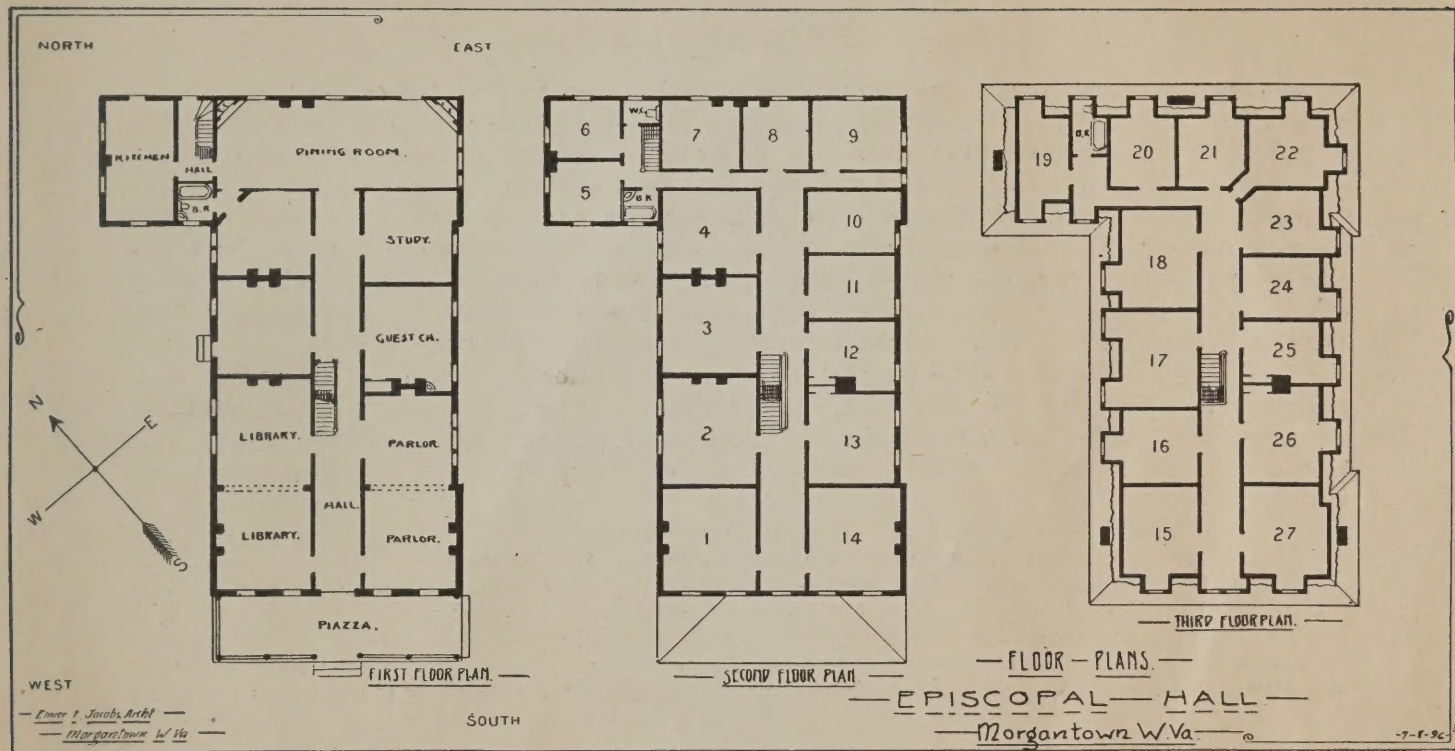 NORTH
EAST
KITCHEN
HALL
B.R
DINING ROOM.
STUDY.
GUEST CH.
LIBRARY.
PARLOR.
HALL.
LIBRARY.
PARLOR.
PIAZZA.
FIRST FLOOR PLAN.
N
E
W
S
W.C.
6
7
8
9
5
B.R
4
10
3
11
12
2
13
1
14
SECOND FLOOR PLAN
19
B.R
20
21
22
18
23
24
17
25
16
26
15
27
THIRD FLOOR PLAN.
WEST
SOUTH
Elmer F. Jacobs Archt
Morgantown W Va
FLOOR - PLANS.
EPISCOPAL HALL
Morgantown W.Va
-7-8-96